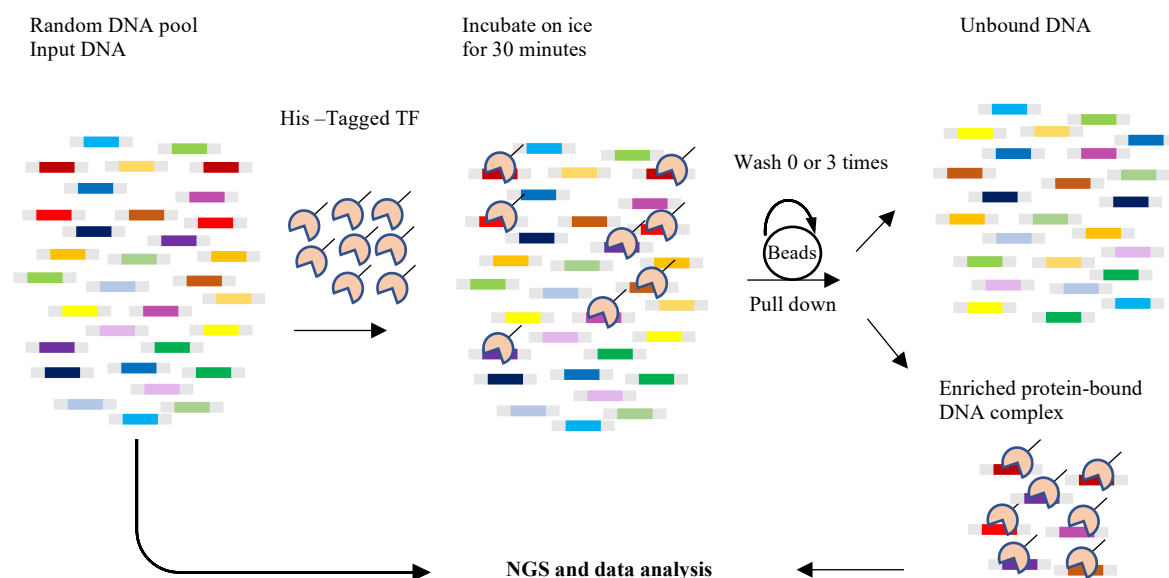 Random DNA pool
Input DNA
Incubate on ice
for 30 minutes
Unbound DNA
His –Tagged TF
Wash 0 or 3 times
Beads
Pull down
Enriched protein-bound
DNA complex
NGS and data analysis